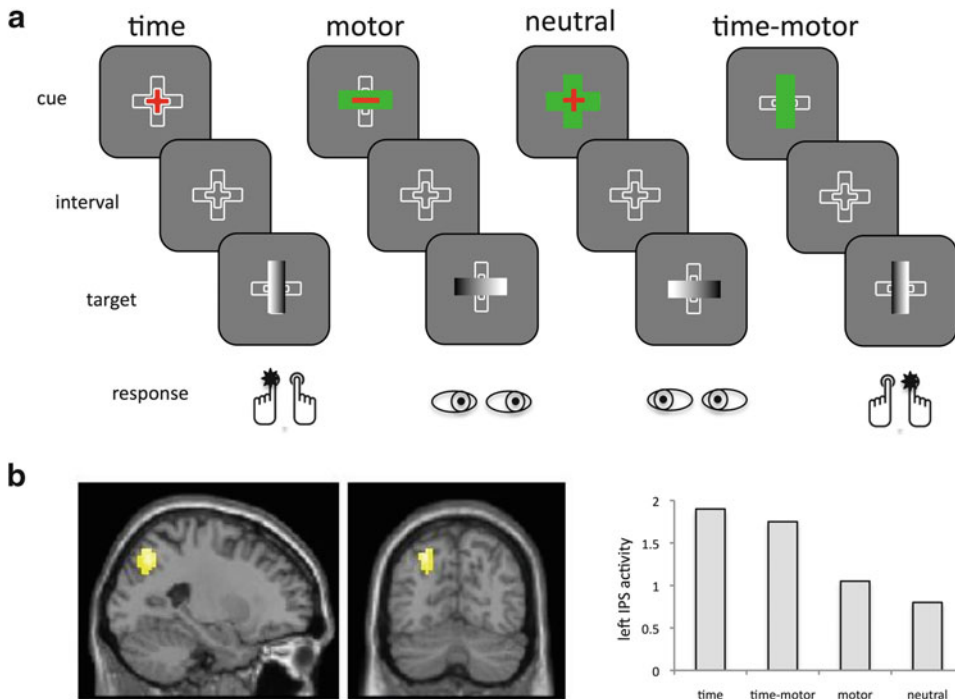 a
time motor neutral time-motor
cue
interval
target
response
b
2
1.5
1
0.5
0
left IPS activity
time time-motor motor neutral